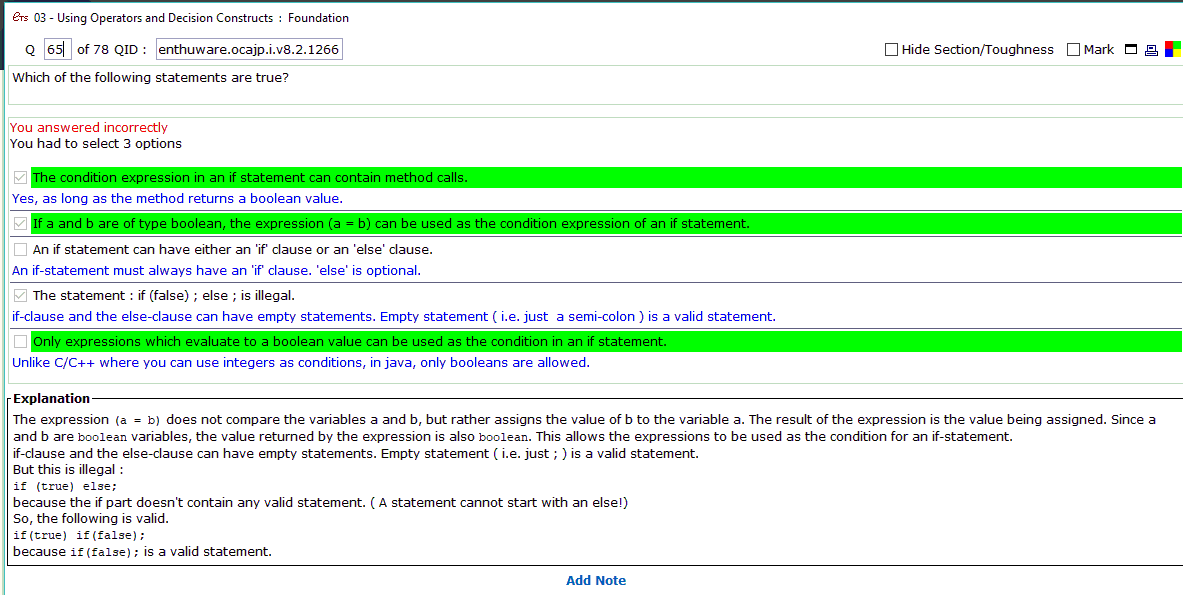 Ets 03 - Using Operators and Decision Constructs : Foundation
Q 65 of 78 QID : enthuware.ocajp.i.v8.2.1266 Hide Section/Toughness Mark
Which of the following statements are true?
You answered incorrectly
You had to select 3 options
The condition expression in an if statement can contain method calls.
Yes, as long as the method returns a boolean value.
If a and b are of type boolean, the expression (a = b) can be used as the condition expression of an if statement.
An if statement can have either an 'if' clause or an 'else' clause.
An if-statement must always have an 'if' clause. 'else' is optional.
The statement : if (false) ; else ; is illegal.
if-clause and the else-clause can have empty statements. Empty statement ( i.e. just a semi-colon ) is a valid statement.
Only expressions which evaluate to a boolean value can be used as the condition in an if statement.
Unlike C/C++ where you can use integers as conditions, in java, only booleans are allowed.
Explanation
The expression (a = b) does not compare the variables a and b, but rather assigns the value of b to the variable a. The result of the expression is the value being assigned. Since a
and b are boolean variables, the value returned by the expression is also boolean. This allows the expressions to be used as the condition for an if-statement.
if-clause and the else-clause can have empty statements. Empty statement ( i.e. just ; ) is a valid statement.
But this is illegal :
if (true) else;
because the if part doesn't contain any valid statement. ( A statement cannot start with an else!)
So, the following is valid.
if(true) if(false);
because if(false); is a valid statement.
Add Note